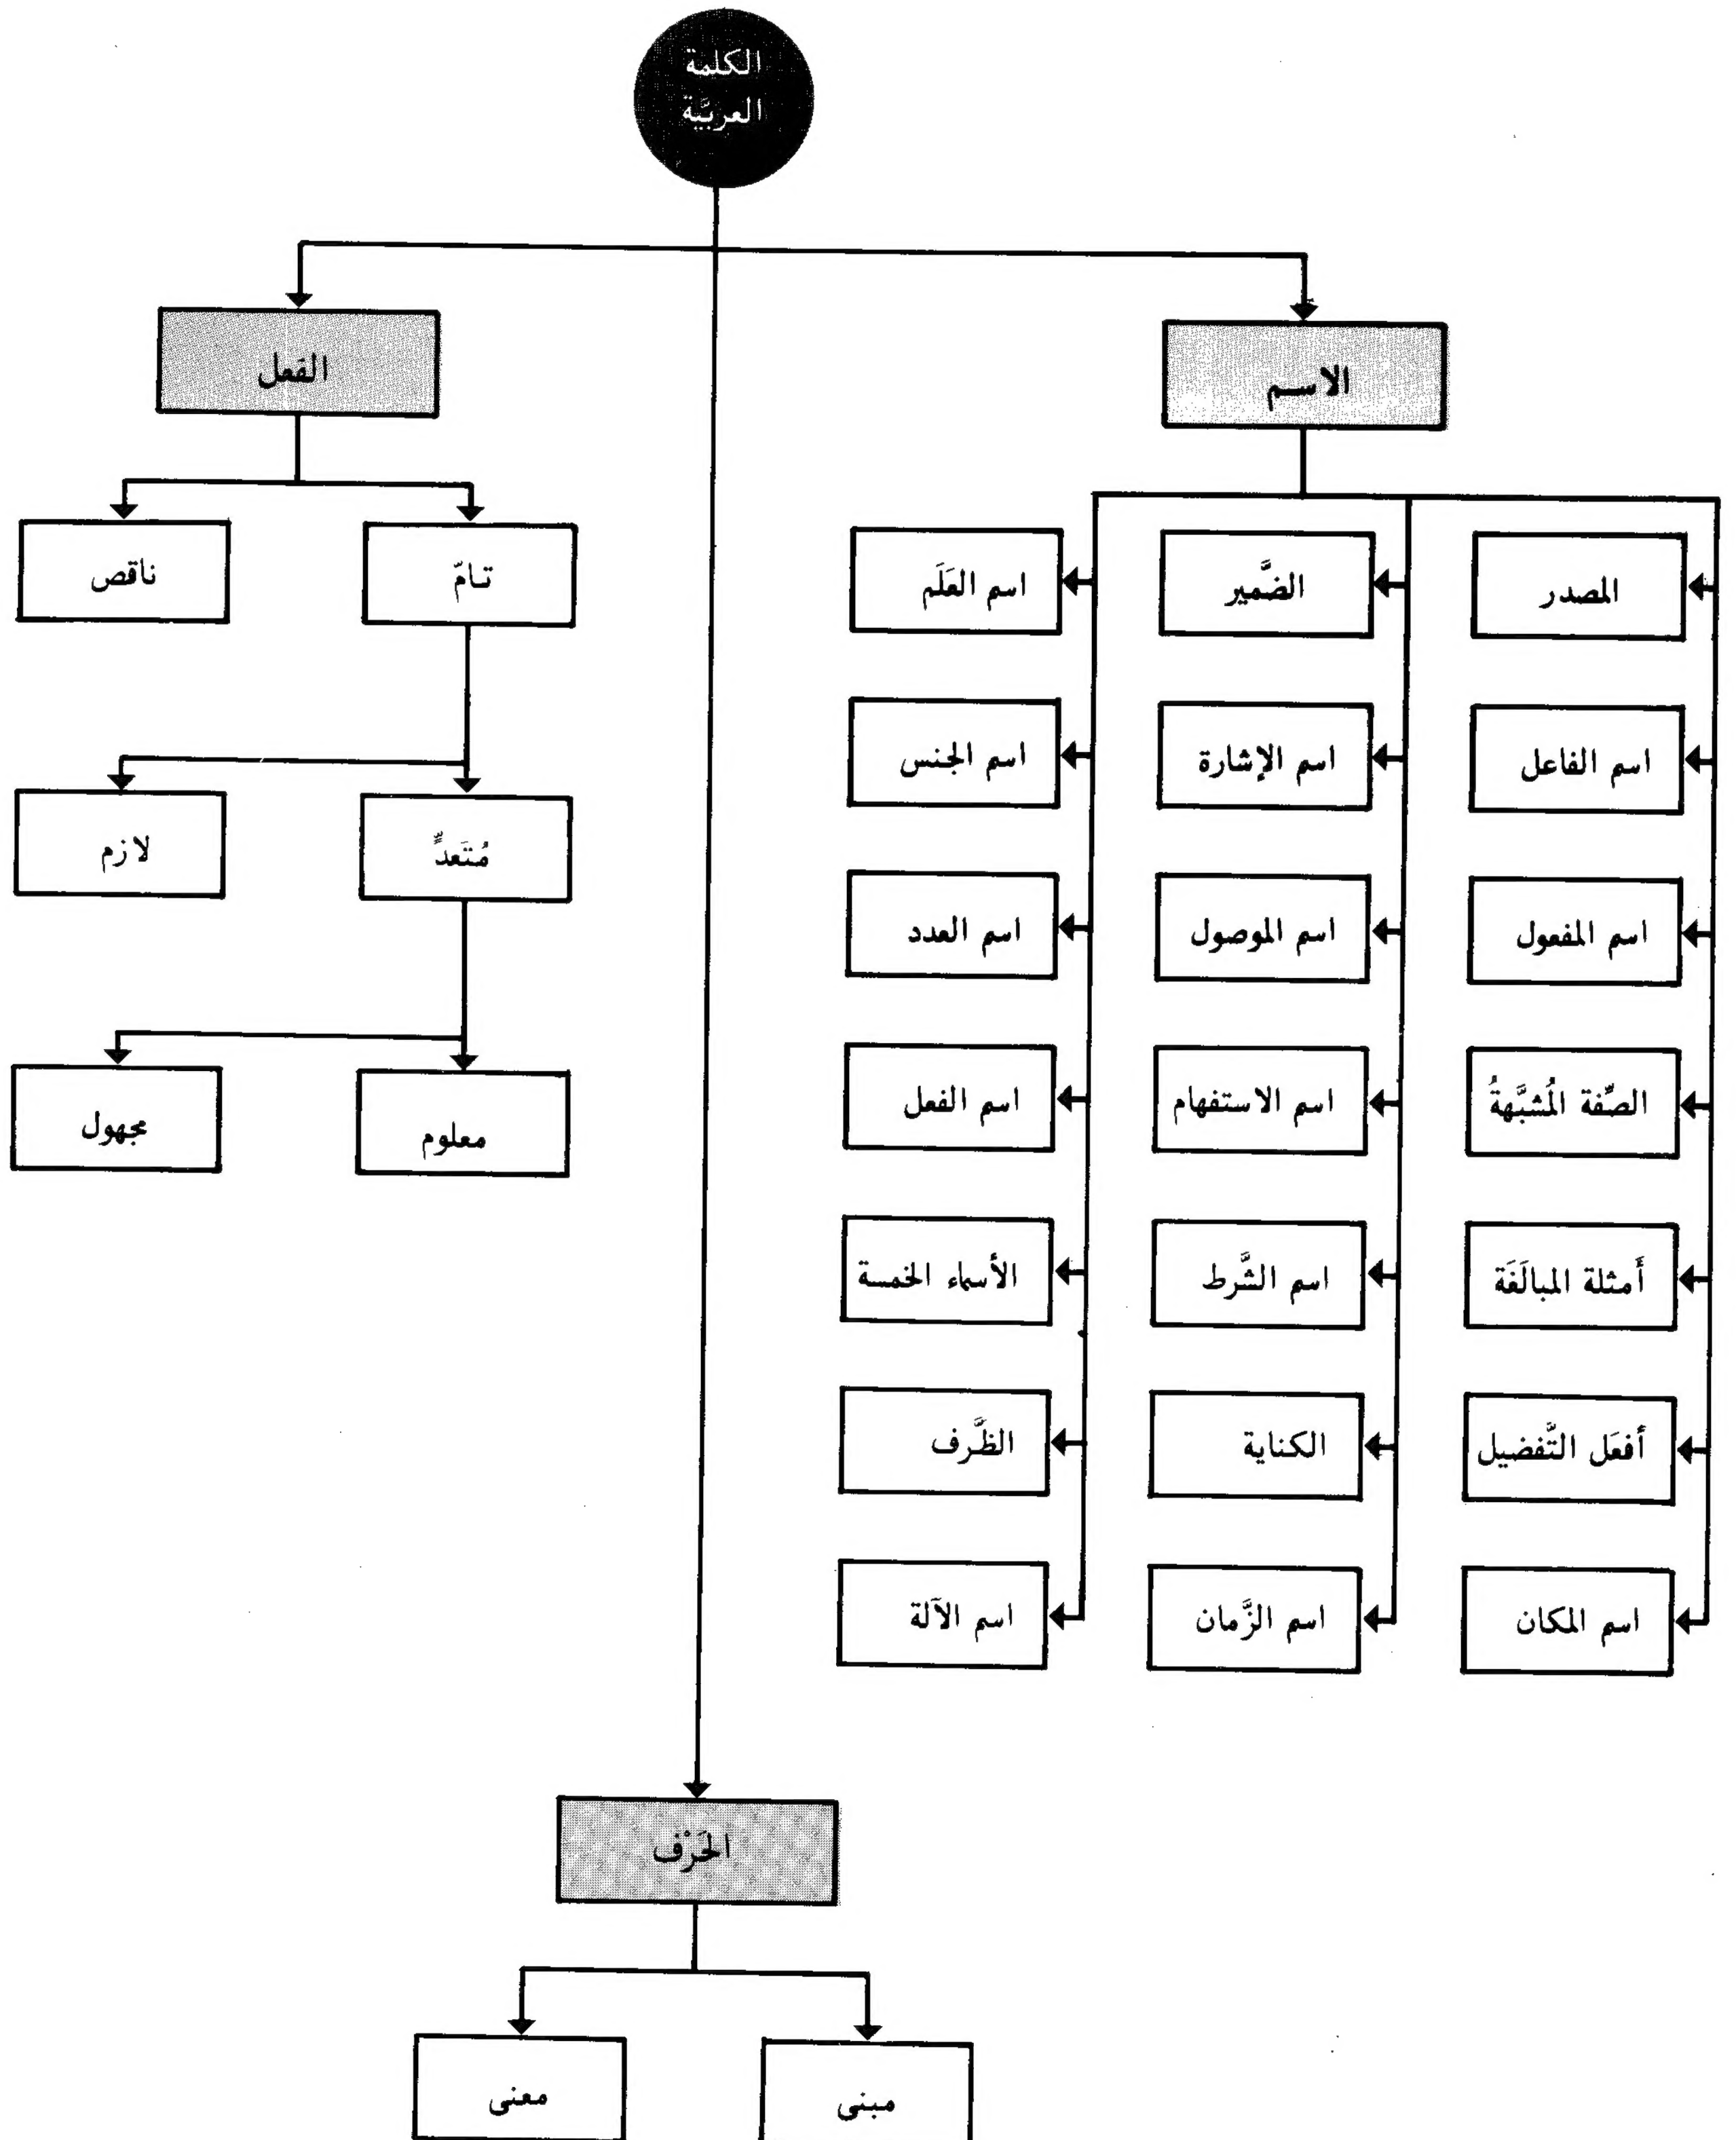 الكلمة
العربيَّة
الاسم
المصدر
اسم الفاعل
اسم المفعول
الصِّفة المُشبَّهةُ
أَمثلة المبالَغَة
أفعَل التَّفضيل
اسم المكان
الضَّمير
اسم الإشارة
اسم الموصول
اسم الاستفهام
اسم الشَّرط
الكناية
اسم الزَّمان
اسم العَلَم
اسم الجنس
اسم العدد
اسم الفعل
الأسماء الخمسة
الظَّرف
اسم الآلة
الفَعل
تامّ
ناقص
مُتَعدٍّ
لازم
معلوم
مجهول
الحَرْف
مبنى
معنى